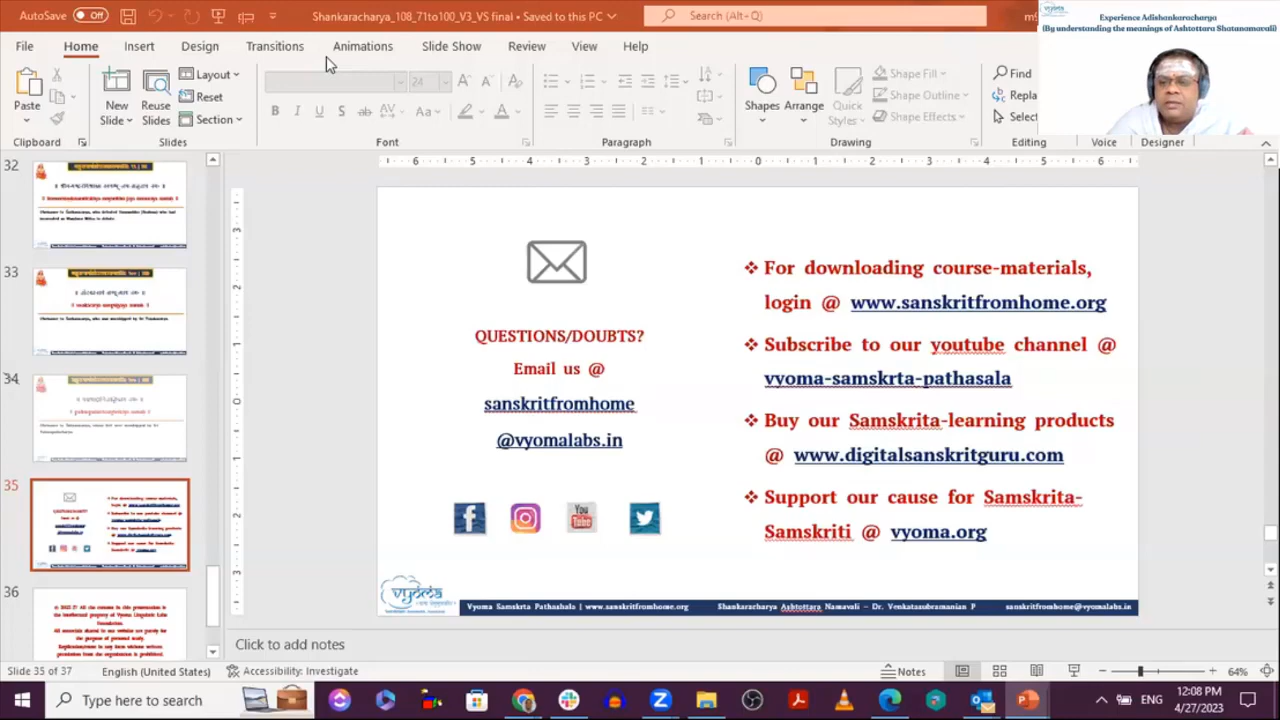 AutoSave Off
Shankaracharya_108_71to100_V3_VS final • Saved to this PC
Search (Alt+Q)
Experience Adishankaracharya
(By understanding the meanings of Ashtottara Shatanamavali)
File Home Insert Design Transitions Animations Slide Show Review View Help
Paste
New Slide
Reuse Slides
Layout
Reset
Section
24
Shapes
Arrange
Quick Styles
Shape Fill
Shape Outline
Shape Effects
Find
Repla
Select
Clipboard Slides Font Paragraph Drawing Editing Voice Designer
32
33
34
35
36
QUESTIONS/DOUBTS?
Email us @
sanskritfromhome
@vyomalabs.in
❖ For downloading course-materials,
login @ www.sanskritfromhome.org
❖ Subscribe to our youtube channel @
vyoma-samskrta-pathasala
❖ Buy our Samskrita-learning products
@ www.digitalsanskritguru.com
❖ Support our cause for Samskrita-
Samskriti @ vyoma.org
You
Tube
vyoma
Vyoma Samskrta Pathashala | www.sanskritfromhome.org Shankaracharya Ashtottara Namavali – Dr. Venkatasubramanian P sanskritfromhome@vyomalabs.in
Click to add notes
Slide 35 of 37 English (United States) Accessibility: Investigate Notes 64%
Type here to search
ENG
12:08 PM
4/27/2023